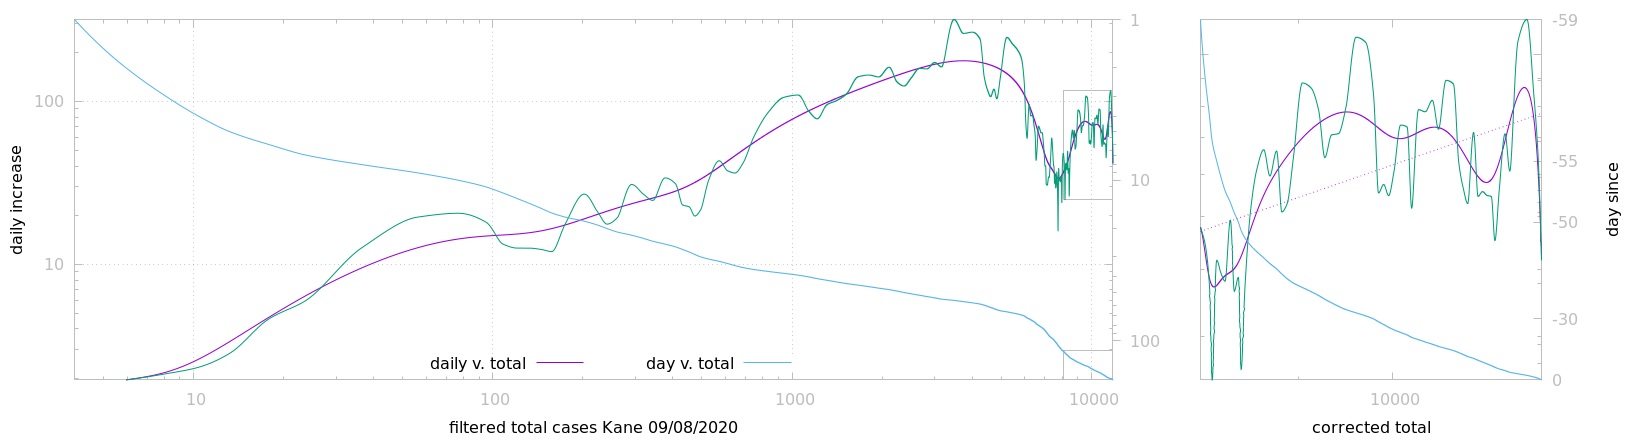 daily increase
100
10
daily v. total
day v. total
10
100
1000
10000
filtered total cases Kane 09/08/2020
1
10
100
10000
corrected total
-59
-55
-50
-30
0
day since